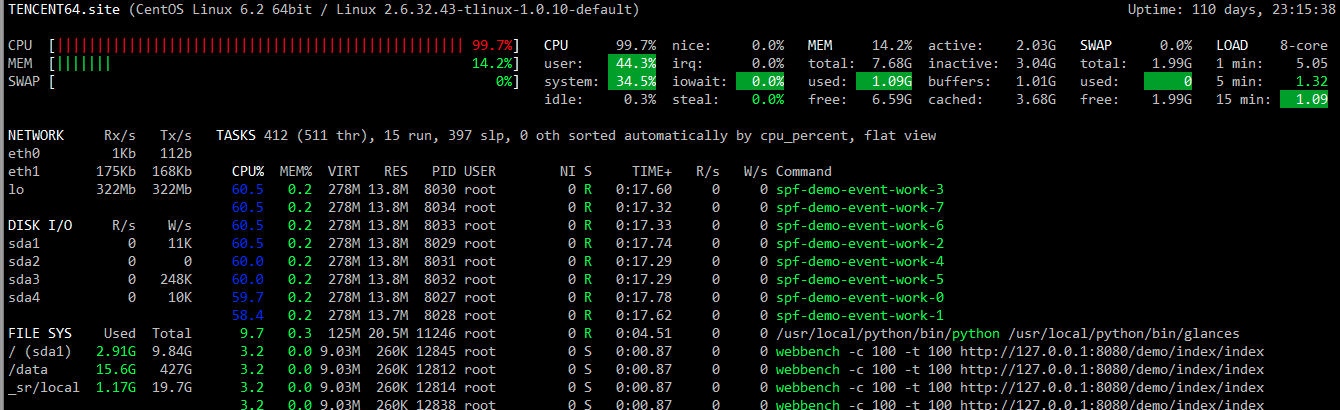 TENCENT64.site (CentOS Linux 6.2 64bit / Linux 2.6.32.43-tlinux-1.0.10-default) Uptime: 110 days, 23:15:38
CPU [|||||||||||||||||||||||||||||||||||||||||||||||||| 99.7%] CPU 99.7% nice: 0.0% MEM 14.2% active: 2.03G SWAP 0.0% LOAD 8-core
MEM [||||||| 14.2%] user: 44.3% irq: 0.0% total: 7.68G inactive: 3.04G total: 1.99G 1 min: 5.05
SWAP [ 0%] system: 34.5% iowait: 0.0% used: 1.09G buffers: 1.01G used: 0 5 min: 1.32
idle: 0.3% steal: 0.0% free: 6.59G cached: 3.68G free: 1.99G 15 min: 1.09
NETWORK Rx/s Tx/s TASKS 412 (511 thr), 15 run, 397 slp, 0 oth sorted automatically by cpu_percent, flat view
eth0 1Kb 112b
eth1 175Kb 168Kb CPU% MEM% VIRT RES PID USER NI S TIME+ R/s W/s Command
lo 322Mb 322Mb 60.5 0.2 278M 13.8M 8030 root 0 R 0:17.60 0 0 spf-demo-event-work-3
60.5 0.2 278M 13.8M 8034 root 0 R 0:17.32 0 0 spf-demo-event-work-7
DISK I/O R/s W/s 60.5 0.2 278M 13.8M 8033 root 0 R 0:17.33 0 0 spf-demo-event-work-6
sda1 0 11K 60.5 0.2 278M 13.8M 8029 root 0 R 0:17.74 0 0 spf-demo-event-work-2
sda2 0 0 60.0 0.2 278M 13.8M 8031 root 0 R 0:17.29 0 0 spf-demo-event-work-4
sda3 0 248K 60.0 0.2 278M 13.8M 8032 root 0 R 0:17.29 0 0 spf-demo-event-work-5
sda4 0 10K 59.7 0.2 278M 13.8M 8027 root 0 R 0:17.78 0 0 spf-demo-event-work-0
58.4 0.2 278M 13.7M 8028 root 0 R 0:17.62 0 0 spf-demo-event-work-1
FILE SYS Used Total 9.7 0.3 125M 20.5M 11246 root 0 R 0:04.51 0 0 /usr/local/python/bin/python /usr/local/python/bin/glances
/ (sda1) 2.91G 9.84G 3.2 0.0 9.03M 260K 12845 root 0 S 0:00.87 0 0 webbench -c 100 -t 100 http://127.0.0.1:8080/demo/index/index
/data 15.6G 427G 3.2 0.0 9.03M 260K 12812 root 0 S 0:00.87 0 0 webbench -c 100 -t 100 http://127.0.0.1:8080/demo/index/index
_sr/local 1.17G 19.7G 3.2 0.0 9.03M 260K 12814 root 0 S 0:00.87 0 0 webbench -c 100 -t 100 http://127.0.0.1:8080/demo/index/index
3.2 0.0 9.03M 260K 12838 root 0 S 0:00.87 0 0 webbench -c 100 -t 100 http://127.0.0.1:8080/demo/index/index